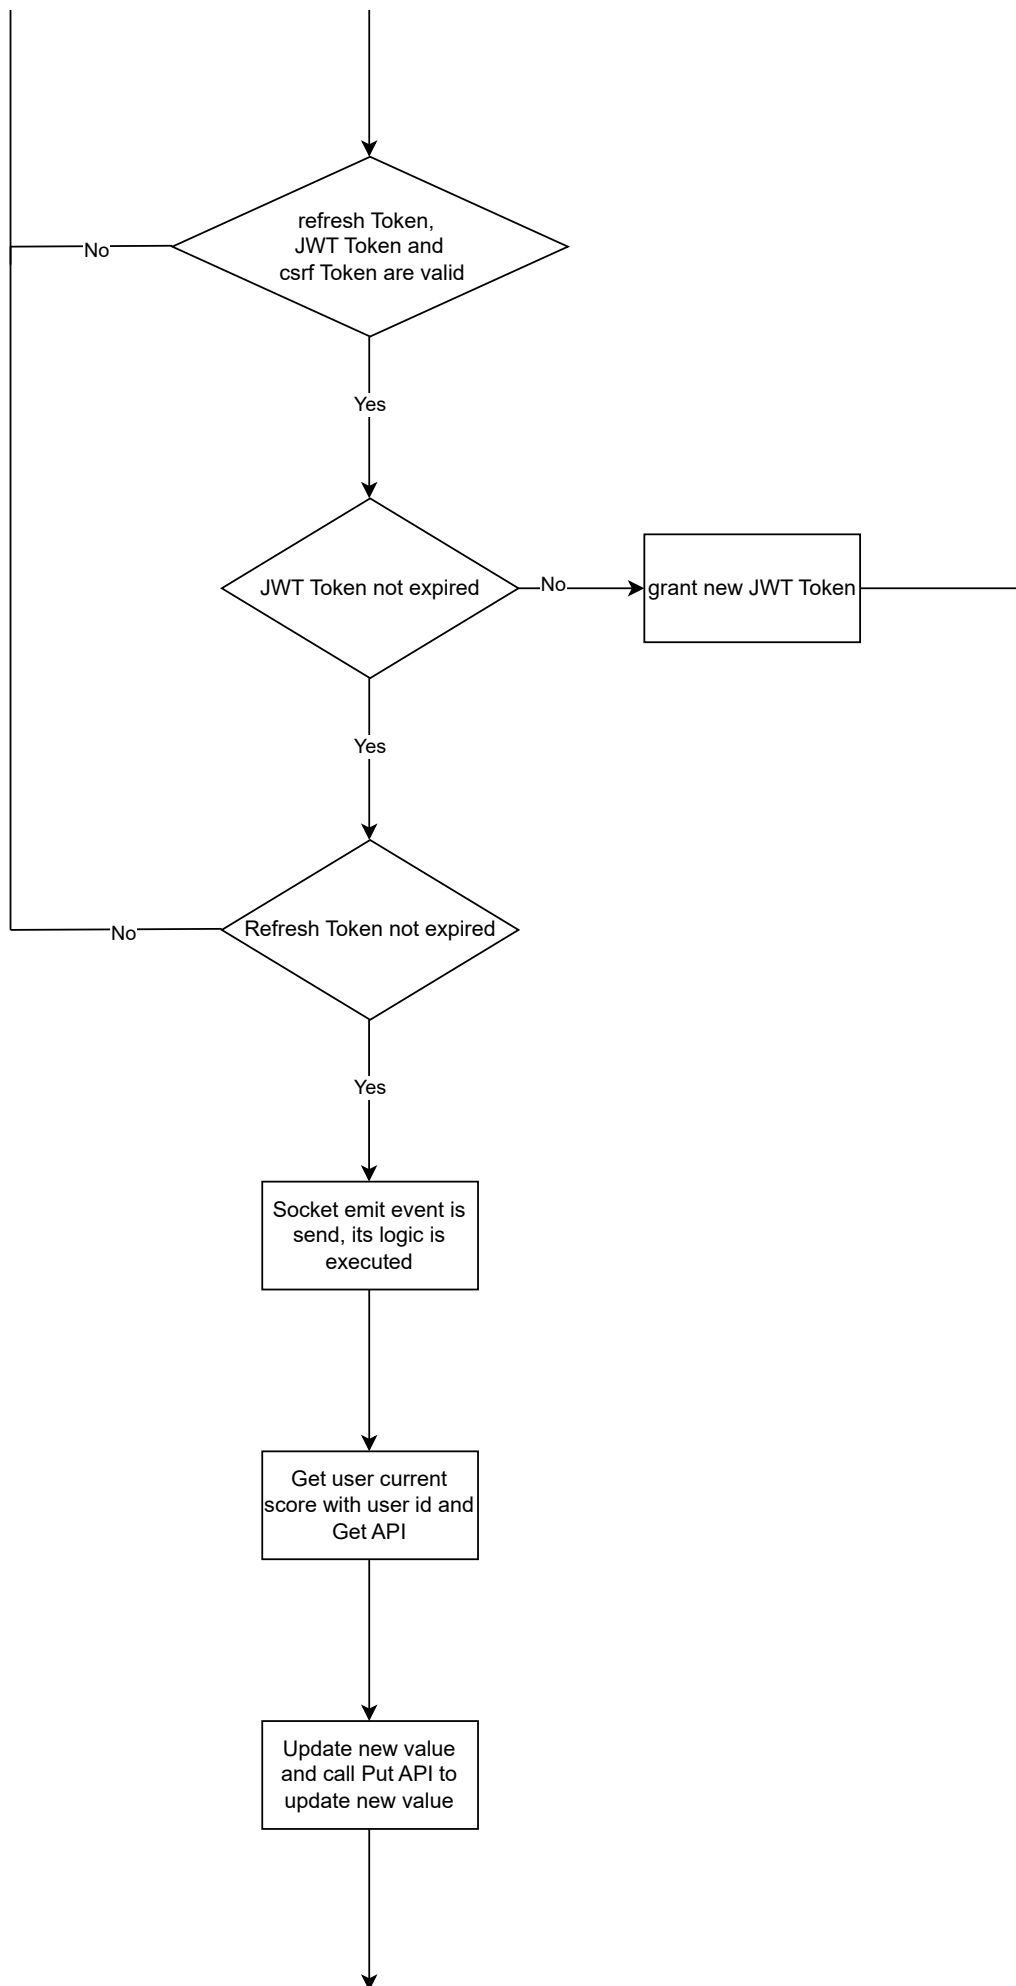 refresh Token,
JWT Token and
csrf Token are valid
No
Yes
JWT Token not expired
No
grant new JWT Token
Yes
Refresh Token not expired
No
Yes
Socket emit event is
send, its logic is
executed
Get user current
score with user id and
Get API
Update new value
and call Put API to
update new value